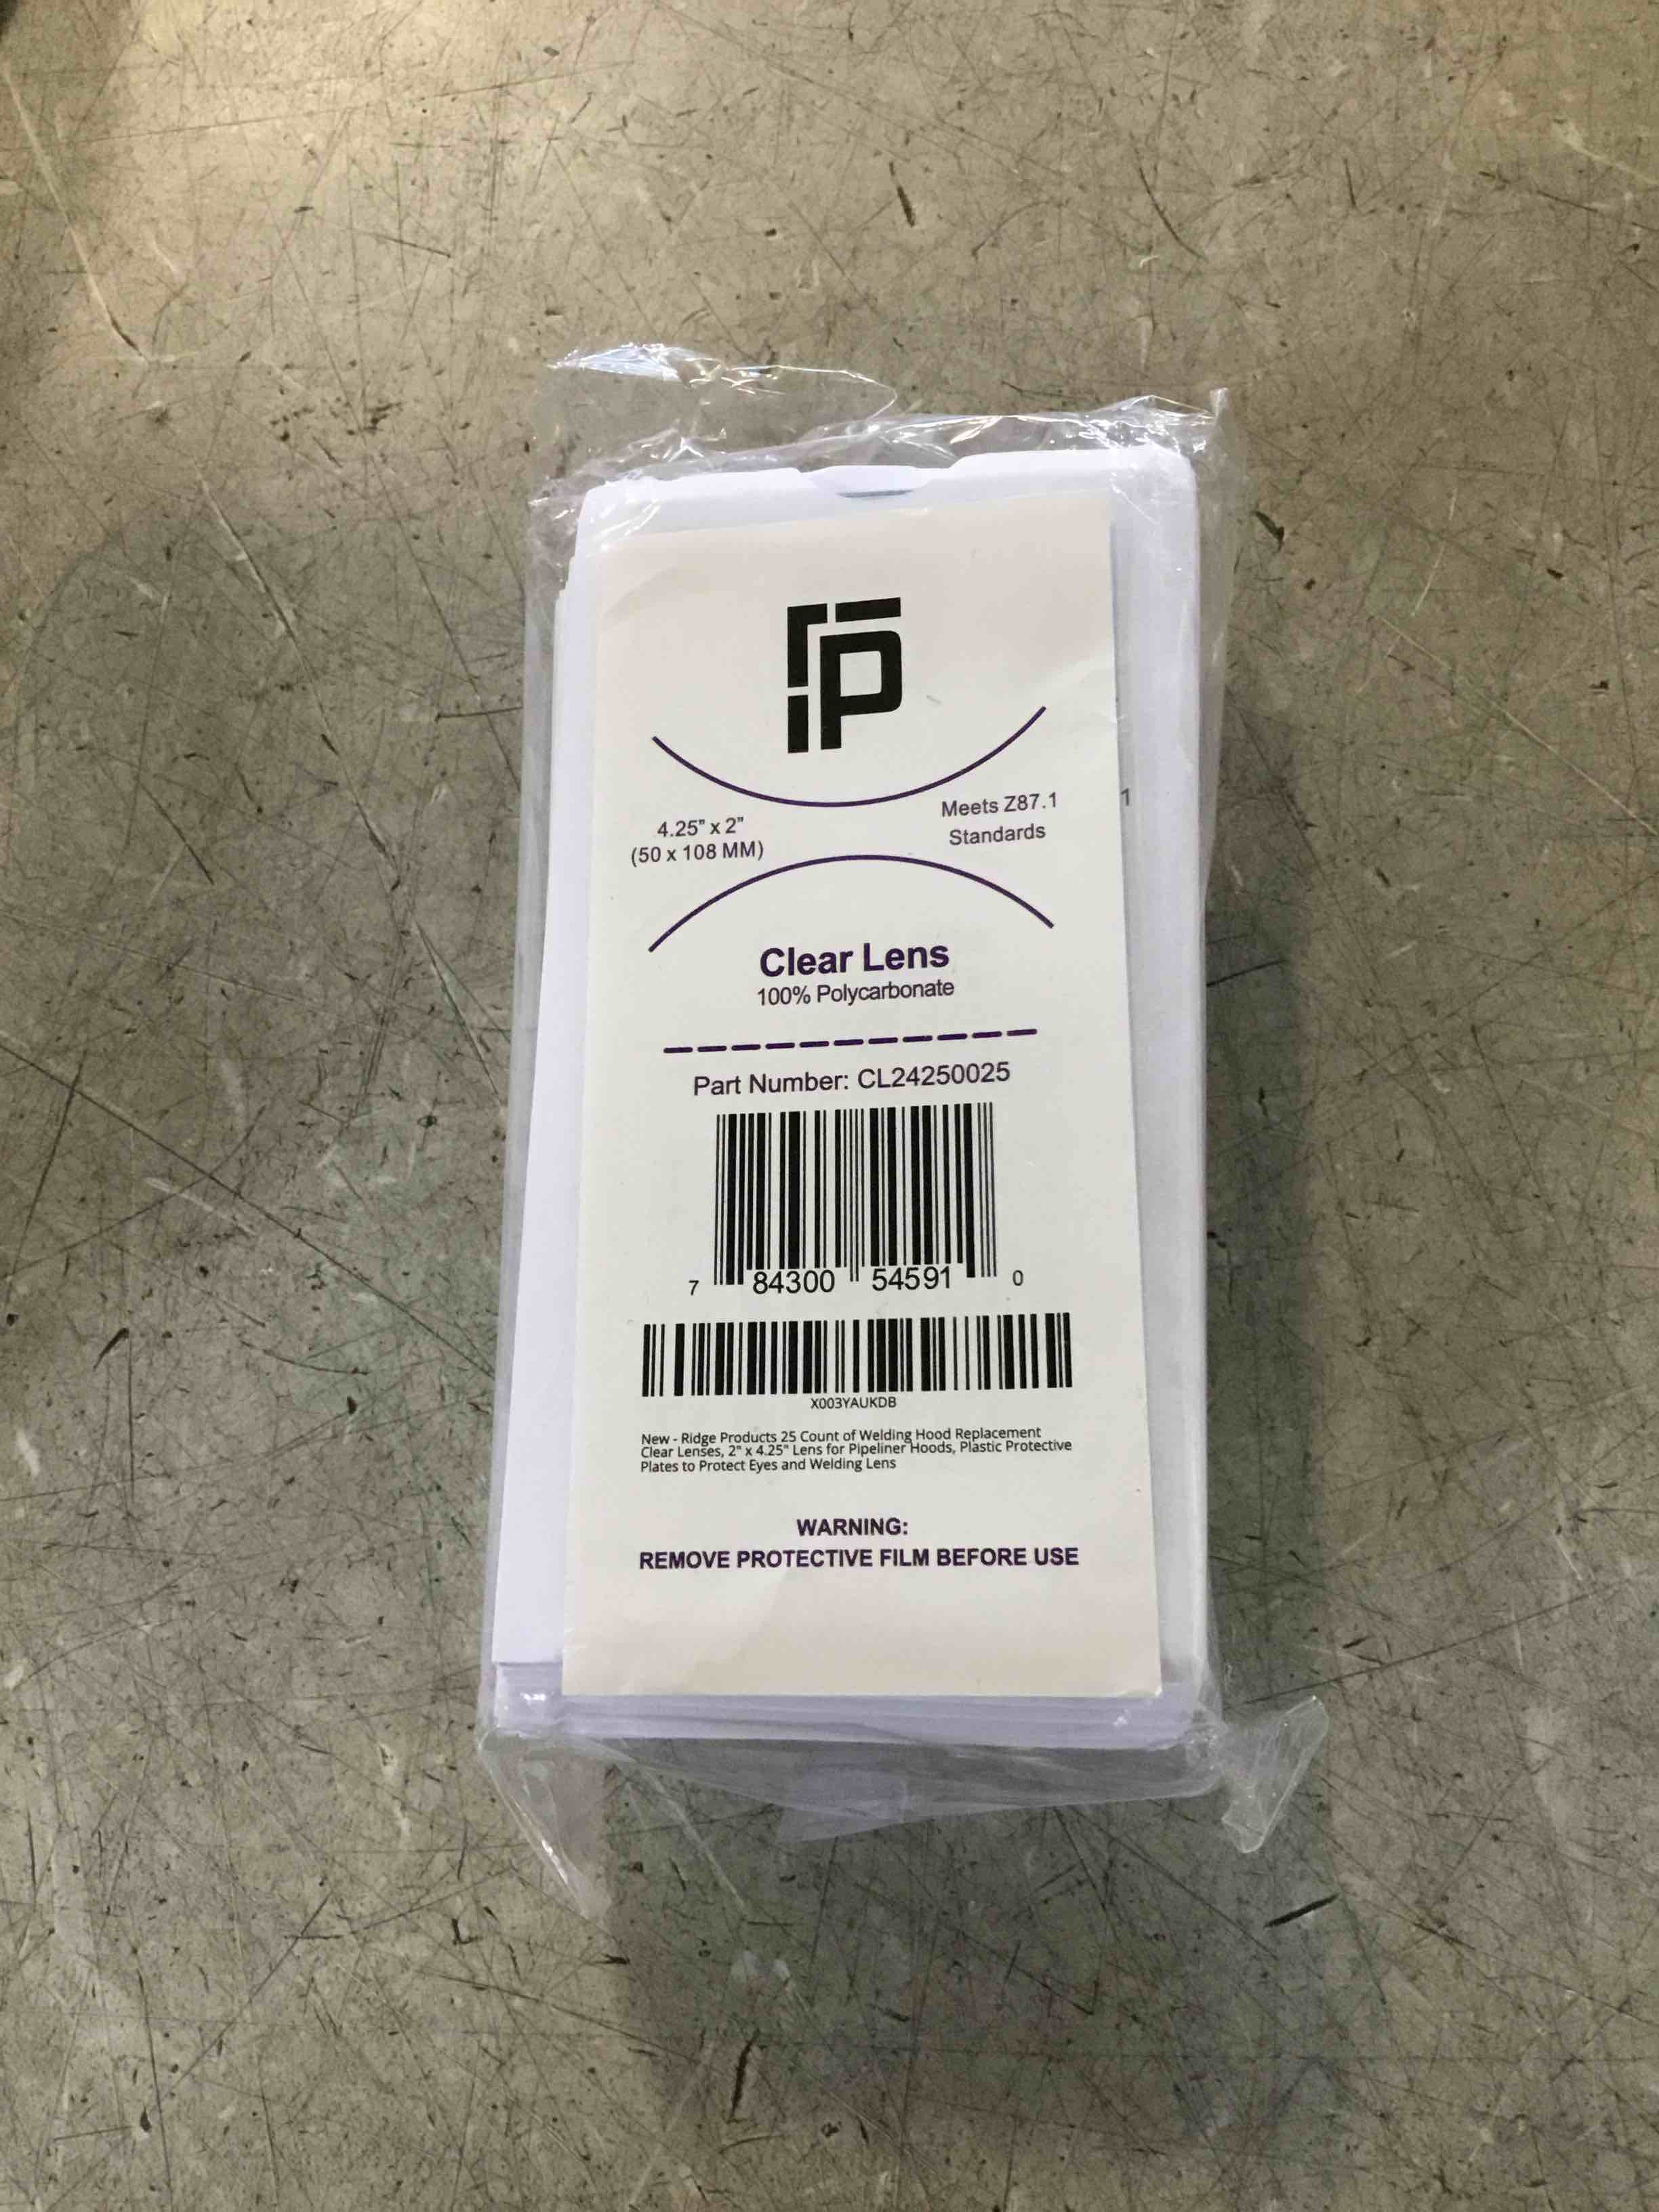 rP
4.25" x 2"
(50 x 108 MM)
Meets Z87.1
Standards
1
Clear Lens
100% Polycarbonate
Part Number: CL24250025
7 84300 54591 0
X003YAUKDB
New - Ridge Products 25 Count of Welding Hood Replacement
Clear Lenses, 2" x 4.25" Lens for Pipeliner Hoods, Plastic Protective
Plates to Protect Eyes and Welding Lens
WARNING:
REMOVE PROTECTIVE FILM BEFORE USE